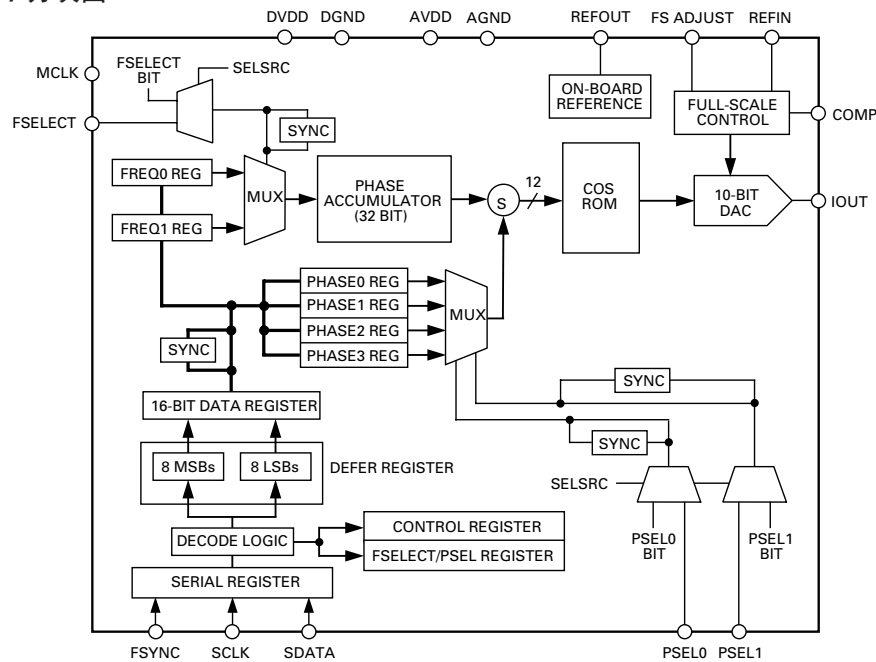 DVDD DGND AVDD AGND REFOUT FS ADJUST REFIN
MCLK
FSELECT
BIT
SELSRC
FSELECT
SYNC
ON-BOARD
REFERENCE
FULL-SCALE
CONTROL
COMP
FREQ0 REG
FREQ1 REG
MUX
PHASE
ACCUMULATOR
(32 BIT)
S
12
COS
ROM
10-BIT
DAC
IOUT
PHASE0 REG
PHASE1 REG
PHASE2 REG
PHASE3 REG
MUX
SYNC
SYNC
SYNC
16-BIT DATA REGISTER
8 MSBs
8 LSBs
DEFER REGISTER
SELSRC
PSEL0
BIT
PSEL1
BIT
DECODE LOGIC
CONTROL REGISTER
FSELECT/PSEL REGISTER
SERIAL REGISTER
FSYNC SCLK SDATA PSEL0 PSEL1